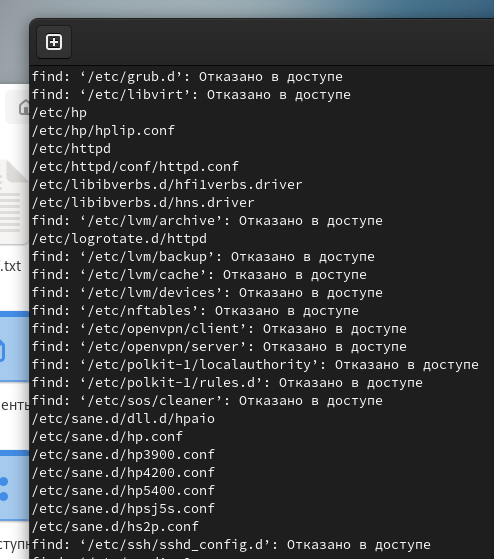 find: ‘/etc/grub.d’: Отказано в доступе
find: ‘/etc/libvirt’: Отказано в доступе
/etc/hp
/etc/hp/hplip.conf
/etc/httpd
/etc/httpd/conf/httpd.conf
/etc/libibverbs.d/hfi1verbs.driver
/etc/libibverbs.d/hns.driver
find: ‘/etc/lvm/archive’: Отказано в доступе
/etc/logrotate.d/httpd
find: ‘/etc/lvm/backup’: Отказано в доступе
find: ‘/etc/lvm/cache’: Отказано в доступе
find: ‘/etc/lvm/devices’: Отказано в доступе
find: ‘/etc/nftables’: Отказано в доступе
find: ‘/etc/openvpn/client’: Отказано в доступе
find: ‘/etc/openvpn/server’: Отказано в доступе
find: ‘/etc/polkit-1/localauthority’: Отказано в доступе
find: ‘/etc/polkit-1/rules.d’: Отказано в доступе
find: ‘/etc/sos/cleaner’: Отказано в доступе
/etc/sane.d/dll.d/hpaio
/etc/sane.d/hp.conf
/etc/sane.d/hp3900.conf
/etc/sane.d/hp4200.conf
/etc/sane.d/hp5400.conf
/etc/sane.d/hpsj5s.conf
/etc/sane.d/hs2p.conf
find: ‘/etc/ssh/sshd_config.d’: Отказано в доступе
.txt